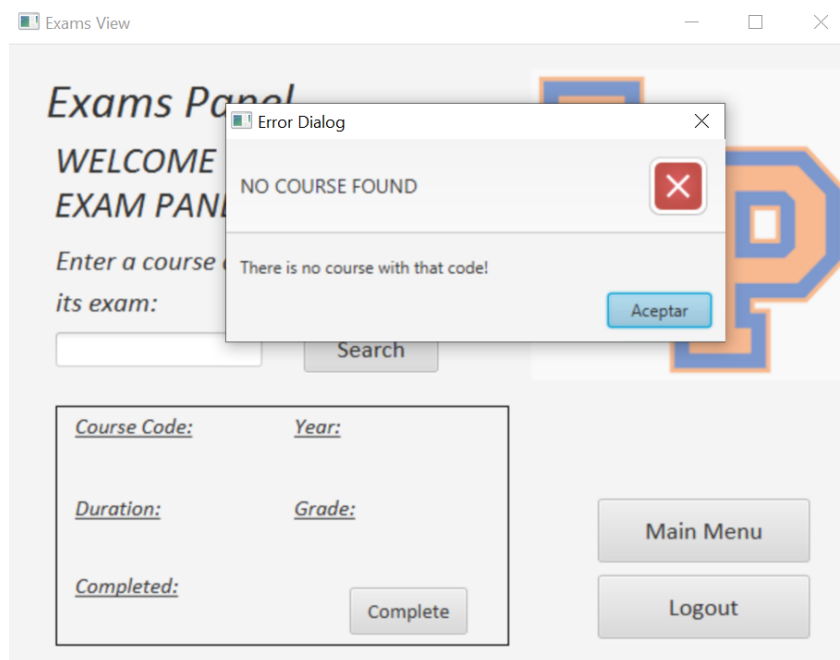 Exams View
Exams Panel
Error Dialog
WELCOME
NO COURSE FOUND
EXAM PANE
Enter a course
There is no course with that code!
its exam:
Aceptar
Search
Course Code:
Year:
Duration:
Grade:
Main Menu
Completed:
Complete
Logout
P